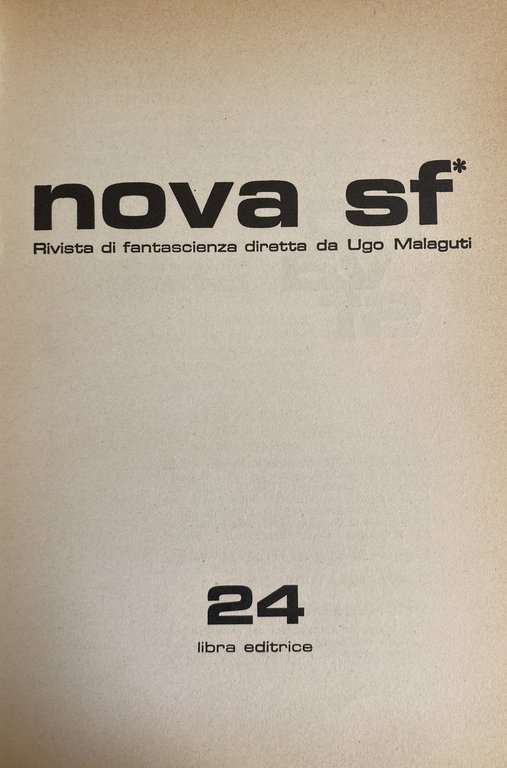 nova sf*
Rivista di fantascienza diretta da Ugo Malaguti
24
libra editrice